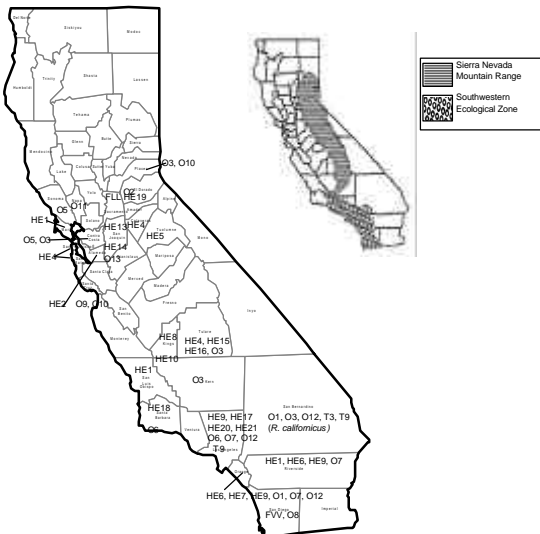 Del Norte
Siskiyou
Modoc
Sierra Nevada
Mountain Range
Southwestern
Ecological Zone
Trinity
Shasta
Lassen
Humboldt
Tehama
Plumas
Mendocino
Glenn
Butte
Sierra
Nevada
Colusa
Sutter
Yuba
Placer
O3, O10
Lake
Yolo
El Dorado
O2
FLL
HE19
Alpine
Sonoma
Napa
O5
O11
Sacramento
Amador
HE1
Solano
HE13
HE4
HE5
Tuolumne
Mono
O5, O3
Contra
Costa
San
Joaquin
HE14
HE4
Alameda
O13
Stanislaus
Mariposa
Santa Clara
Merced
Madera
HE2
O9, O10
San
Benito
Fresno
Inyo
Monterey
HE8
Kings
Tulare
HE4, HE15
HE16, O3
HE10
HE1
San
Luis
Obispo
O3
Kern
San Bernardino
HE18
Santa
Barbara
HE9, HE17
HE20, HE21
O6, O7, O12
T9
O1, O3, O12, T3, T9
(R. californicus)
O6
Ventura
Los Angeles
HE1, HE6, HE9, O7
Riverside
Orange
HE6, HE7, HE9, O1, O7, O12
San Diego
FVV, O8
Imperial